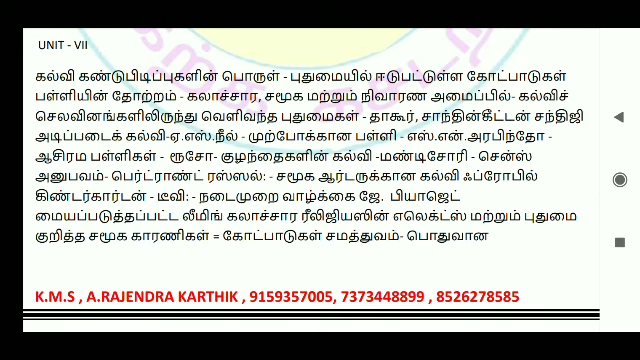 UNIT - VII
கல்வி கண்டுபிடிப்புகளின் பொருள் - புதுமையில் ஈடுபட்டுள்ள கோட்பாடுகள்
பள்ளியின் தோற்றம் - கலாச்சார, சமூக மற்றும் நிவாரண அமைப்பில்- கல்விச்
செலவினங்களிலிருந்து வெளிவந்த புதுமைகள் - தாகூர், சாந்தின்கீட்டன் சந்திஜி
அடிப்படைக் கல்வி-ஏ.எஸ்.நீல் - முற்போக்கான பள்ளி - எஸ்.என்.அரபிந்தோ -
ஆசிரம பள்ளிகள் - ரூசோ- குழந்தைகளின் கல்வி -மண்டிசோரி - சென்ஸ்
அனுபவம்- பெர்ட்ராண்ட் ரஸ்ஸல்: - சமூக ஆர்டருக்கான கல்வி ஃப்ரோபில்
கிண்டர்கார்டன் - டீவி: - நடைமுறை வாழ்க்கை ஜே. பியாஜெட்
மையப்படுத்தப்பட்ட லீமிங் கலாச்சார ரீலிஜியஸின் எலெக்ட்ஸ் மற்றும் புதுமை
குறித்த சமூக காரணிகள் = கோட்பாடுகள் சமத்துவம்- பொதுவான
K.M.S , A.RAJENDRA KARTHIK , 9159357005, 7373448899 , 8526278585